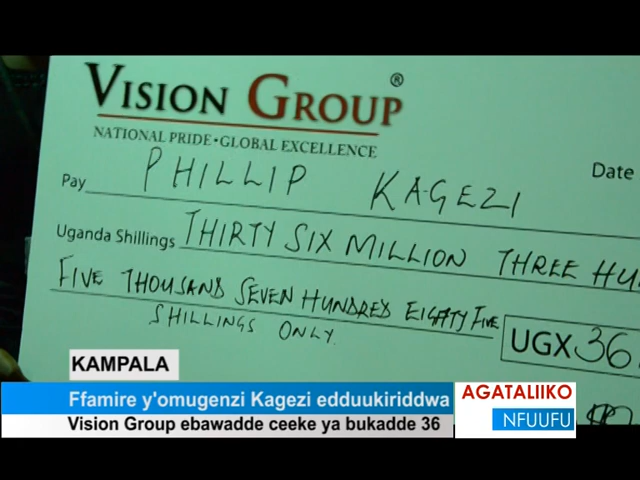 VISION GROUP®
NATIONAL PRIDE • GLOBAL EXCELLENCE
Date
Pay PHILLIP KAGEZI
Uganda Shillings THIRTY SIX MILLION THREE HU
FIVE THOUSAND SEVEN HUNDRED EIGHTY FIVE
SHILLINGS ONLY.
UGX 36
KAMPALA
Ffamire y'omugenzi Kagezi edduukiriddwa
Vision Group ebawadde ceeke ya bukadde 36
AGATALIIKO
NFUUFU